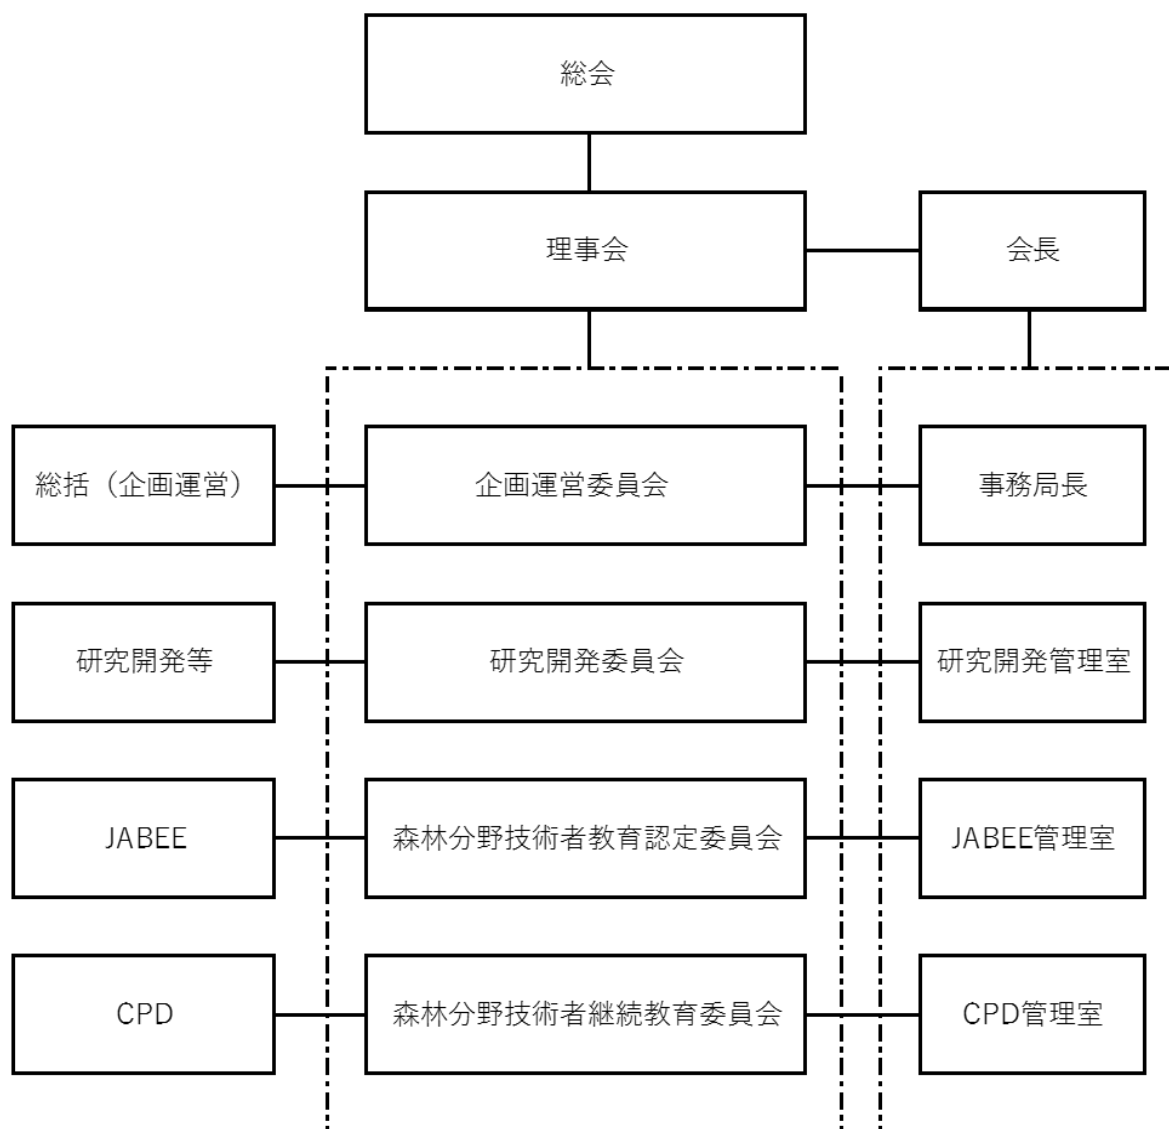 総会
理事会
会長
総括（企画運営）
企画運営委員会
事務局長
研究開発等
研究開発委員会
研究開発管理室
JABEE
森林分野技術者教育認定委員会
JABEE管理室
CPD
森林分野技術者継続教育委員会
CPD管理室